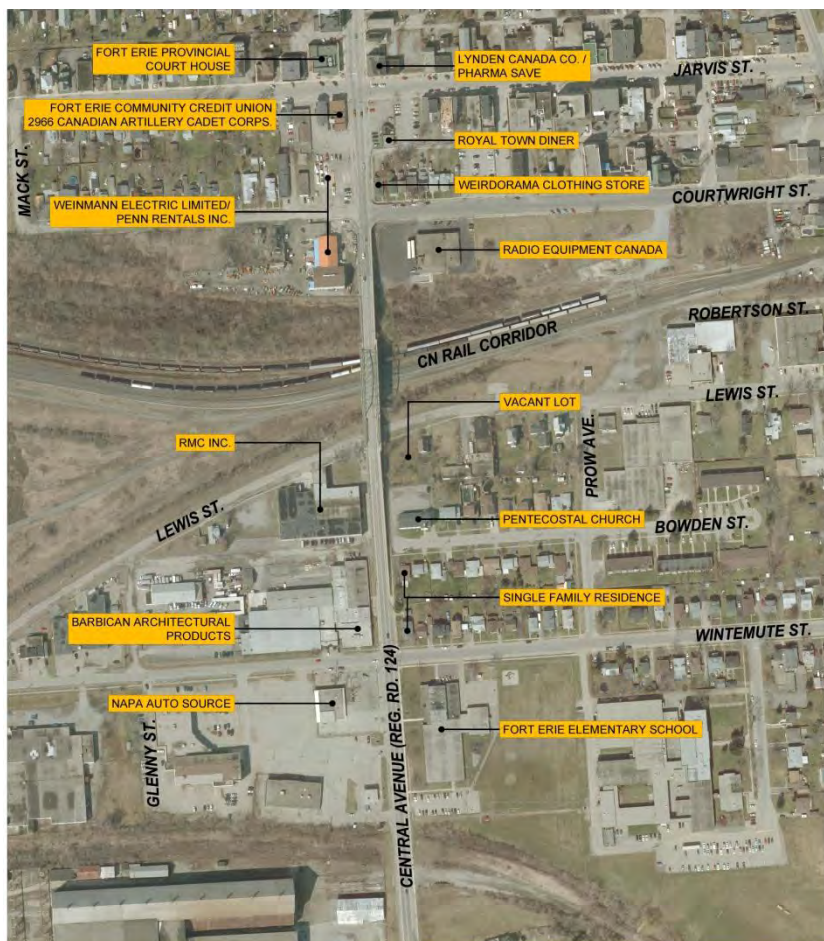 FORT ERIE PROVINCIAL
COURT HOUSE
LYNDEN CANADA CO. /
PHARMA SAVE
JARVIS ST.
FORT ERIE COMMUNITY CREDIT UNION
2966 CANADIAN ARTILLERY CADET CORPS.
ROYAL TOWN DINER
MACK ST.
WEIRDORAMA CLOTHING STORE
COURTWRIGHT ST.
WEINMANN ELECTRIC LIMITED/
PENN RENTALS INC.
RADIO EQUIPMENT CANADA
ROBERTSON ST.
CN RAIL CORRIDOR
LEWIS ST.
VACANT LOT
PROW AVE.
RMC INC.
LEWIS ST.
PENTECOSTAL CHURCH
BOWDEN ST.
SINGLE FAMILY RESIDENCE
BARBICAN ARCHITECTURAL
PRODUCTS
WINTEMUTE ST.
NAPA AUTO SOURCE
GLENNY ST.
CENTRAL AVENUE (REG. RD. 124)
FORT ERIE ELEMENTARY SCHOOL